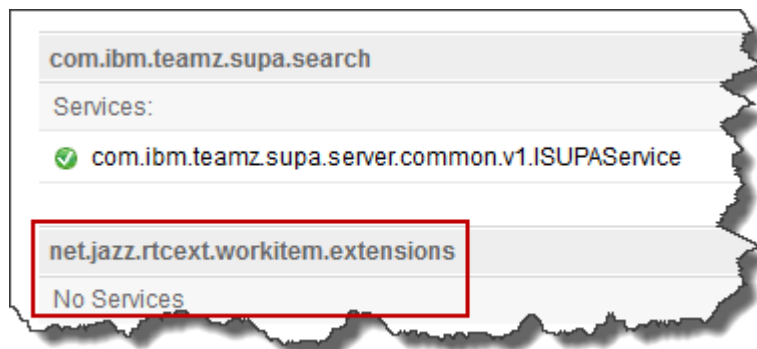 com.ibm.teamz.supa.search
Services:
com.ibm.teamz.supa.server.common.v1.ISUPAService
net.jazz.rtcext.workitem.extensions
No Services